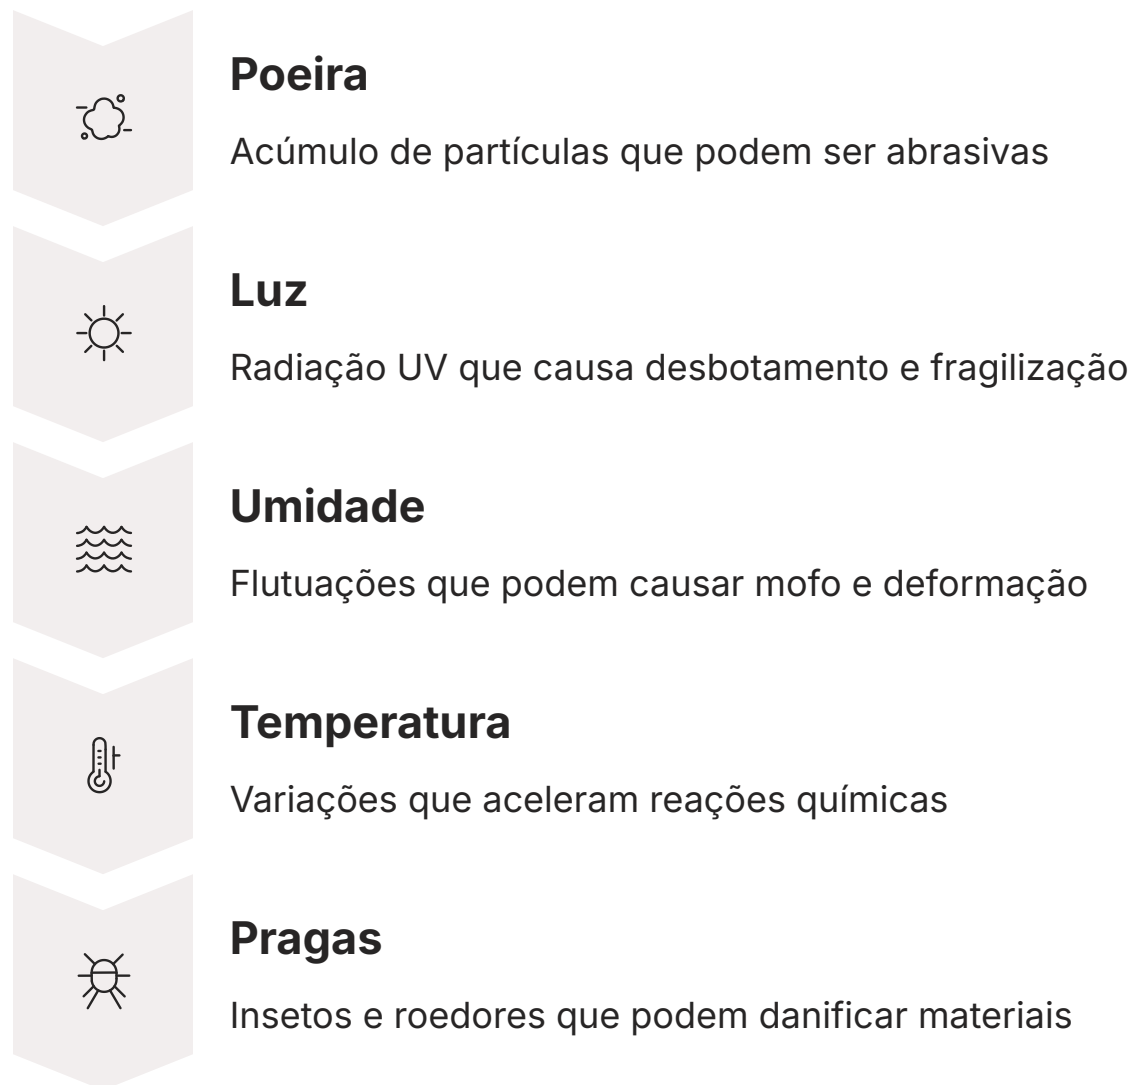 Poeira
Acúmulo de partículas que podem ser abrasivas
Luz
Radiação UV que causa desbotamento e fragilização
Umidade
Flutuações que podem causar mofo e deformação
Temperatura
Variações que aceleram reações químicas
Pragas
Insetos e roedores que podem danificar materiais